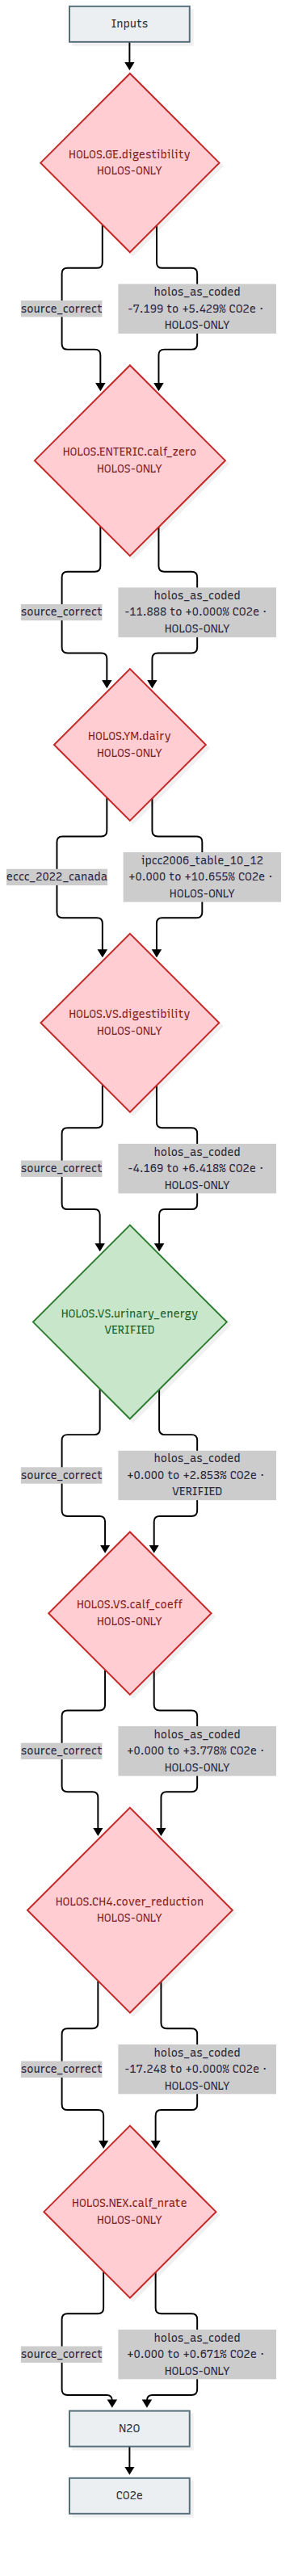 Inputs
HOLOS.GE.digestibility
HOLOS-ONLY
source_correct
holos_as_coded
-7.199 to +5.429% CO2e ·
HOLOS-ONLY
HOLOS.ENTERIC.calf_zero
HOLOS-ONLY
source_correct
holos_as_coded
-11.888 to +0.000% CO2e ·
HOLOS-ONLY
HOLOS.YM.dairy
HOLOS-ONLY
eccc_2022_canada
ipcc2006_table_10_12
+0.000 to +10.655% CO2e ·
HOLOS-ONLY
HOLOS.VS.digestibility
HOLOS-ONLY
source_correct
holos_as_coded
-4.169 to +6.418% CO2e ·
HOLOS-ONLY
HOLOS.VS.urinary_energy
VERIFIED
source_correct
holos_as_coded
+0.000 to +2.853% CO2e ·
VERIFIED
HOLOS.VS.calf_coeff
HOLOS-ONLY
source_correct
holos_as_coded
+0.000 to +3.778% CO2e ·
HOLOS-ONLY
HOLOS.CH4.cover_reduction
HOLOS-ONLY
source_correct
holos_as_coded
-17.248 to +0.000% CO2e ·
HOLOS-ONLY
HOLOS.NEX.calf_nrate
HOLOS-ONLY
source_correct
holos_as_coded
+0.000 to +0.671% CO2e ·
HOLOS-ONLY
N2O
CO2e